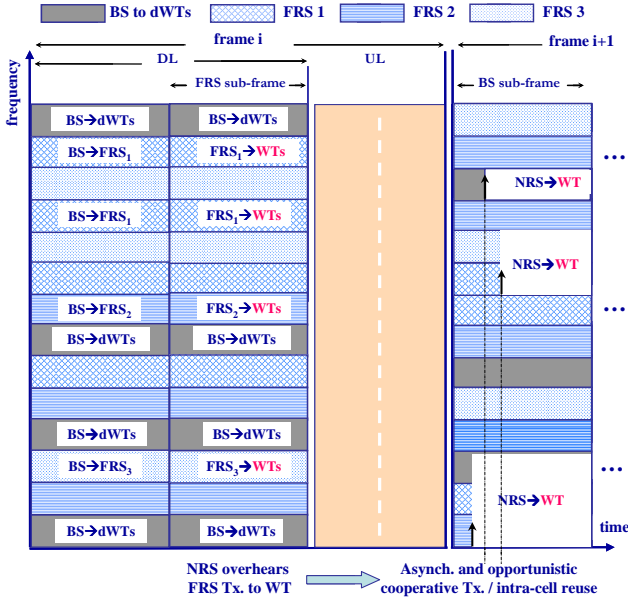 BS to dWTs FRS 1 FRS 2 FRS 3
frame i frame i+1
DL UL
FRS sub-frame BS sub-frame
frequency
BS→dWTs BS→dWTs
BS→FRS₁ FRS₁→WTs
NRS→WT
BS→FRS₁ FRS₁→WTs
NRS→WT
BS→FRS₂ FRS₂→WTs
BS→dWTs BS→dWTs
BS→dWTs BS→dWTs
BS→FRS₃ FRS₃→WTs
NRS→WT
BS→dWTs BS→dWTs
...
...
...
time
NRS overhears Asynch. and opportunistic
FRS Tx. to WT cooperative Tx. / intra-cell reuse